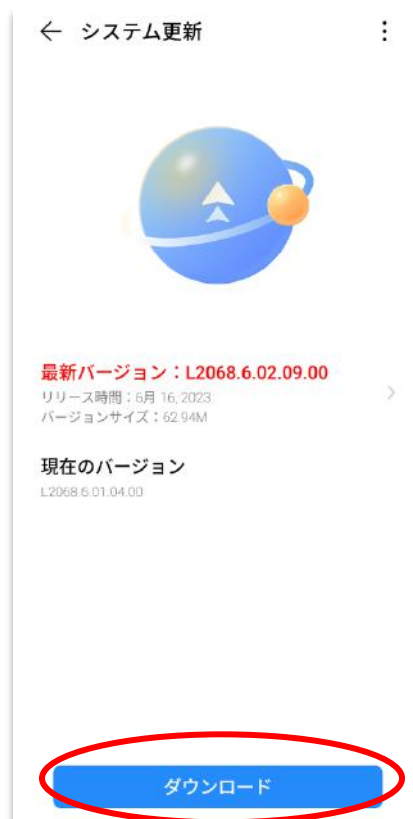 システム更新
最新バージョン：L2068.6.02.09.00
リリース時間：6月 16, 2023
バージョンサイズ：62.94M
現在のバージョン
L2068.6.01.04.00
ダウンロード